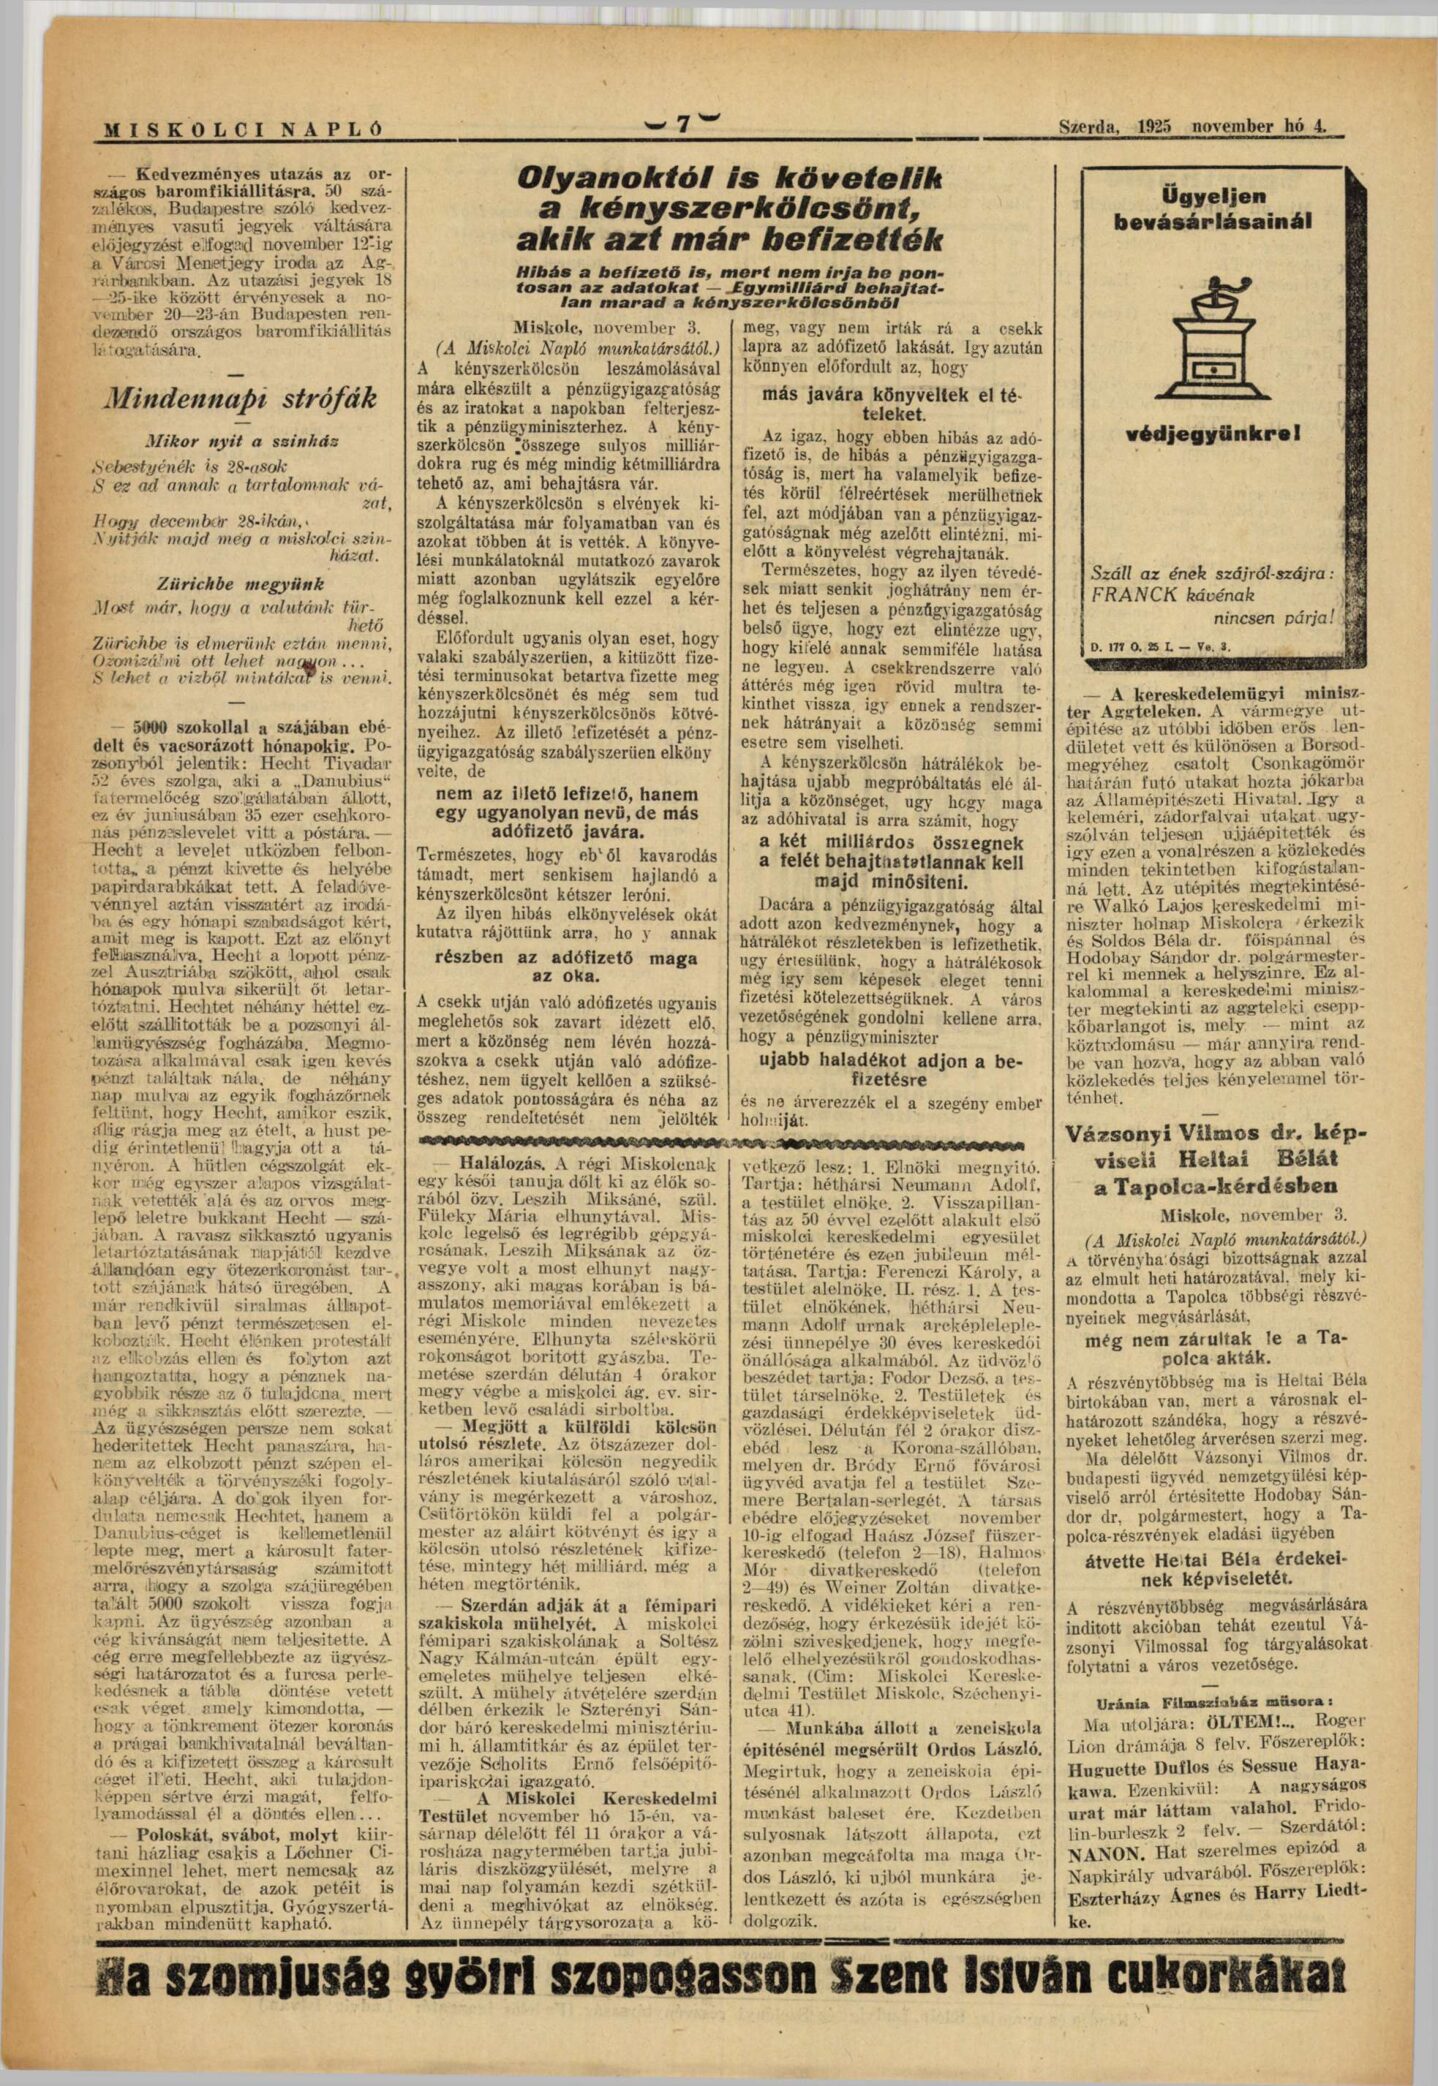 MISKOLCI NAPLÓ
7
Szerda, 1925 november hó 4.
— Kedvezményes utazás az or-
szágos baromfikiállitásra. 50 szá-
zalékos, Budapestre szóló kedvez-
ményes vasuti jegyek váltására
előjegyzést elfogad november 12-ig
a Városi Menetjegy iroda az Ag-
rárbankban. Az utazási jegyek 18
—25-ike között érvényesek a no-
vember 20—23-án Budapesten ren-
dezendő országos baromfikiállitás
látogatására.
Mindennapi strófák
Mikor nyit a szinház
Sebestyénék is 28-asok
S ez ad annak a tartalomnak vá-
zat,
Hogy december 28-ikán,
Nyitják majd meg a miskolci szin-
házat.
Zürichbe megyünk
Most már, hogy a valutánk tür-
hető
Zürichbe is elmerünk eztán menni,
Ozonizálni ott lehet nagyon ...
S lehet a vizből mintákat is venni.
— 5000 szokollal a szájában ebé-
delt és vacsorázott hónapokig. Po-
zsonyból jelentik: Hecht Tivadar
52 éves szolga, aki a „Danubius“
fatermelőcég szolgálatában állott,
ez év juniusában 35 ezer csehkoro-
nás pénzeslevelet vitt a póstára. —
Hecht a levelet utközben felbon-
totta, a pénzt kivette és helyébe
papirdarabkákat tett. A feladóve-
vénnyel aztán visszatért az irodá-
ba és egy hónapi szabadságot kért,
amit meg is kapott. Ezt az előnyt
felhasználva, Hecht a lopott pénz-
zel Ausztriába szökött, ahol csak
hónapok mulva sikerült őt letar-
tóztatni. Hechtet néhány héttel ez-
előtt szállitották be a pozsonyi ál-
lamügyészség fogházába. Megmo-
tozása alkalmával csak igen kevés
pénzt találtak nála, de néhány
nap mulva az egyik fogházőrnek
feltünt, hogy Hecht, amikor eszik,
alig rágja meg az ételt, a hust pe-
dig érintetlenül hagyja ott a tá-
nyéron. A hütlen cégszolgát ek-
kor még egyszer alapos vizsgálat-
nak vetették alá és az orvos meg-
lepő leletre bukkant Hecht — szá-
jában. A ravasz sikkasztó ugyanis
letartóztatásának napjától kezdve
állandóan egy ötezerkoronást tar-
tott szájának hátsó üregében. A
már rendkivül siralmas állapot-
ban levő pénzt természetesen el-
kobozták. Hecht élénken protestált
az elkobzás ellen és folyton azt
hangoztatta, hogy a pénznek na-
gyobbik része az ő tulajdona, mert
még a sikkasztás előtt szerezte. —
Az ügyészségen persze nem sokat
hederitettek Hecht panaszára, ha-
nem az elkobzott pénzt szépen el-
könyvelték a törvényszéki fogoly-
alap céljára. A dolgok ilyen for-
dulata nemcsak Hechtet, hanem a
Danubius-céget is kellemetlenül
lepte meg, mert a károsult fater-
melőrészvénytársaság számitott
arra, hogy a szolga szájüregében
talált 5000 szokolt vissza fogja
kapni. Az ügyészség azonban a
cég kivánságát nem teljesitette. A
cég erre megfellebbezte az ügyész-
ségi határozatot és a furcsa perle-
kedésnek a tábla döntése vetett
csak véget, amely kimondotta, —
hogy a tönkrement ötezer koronás
a prágai bankhivatalnál beváltan-
dó és a kifizetett összeg a károsult
céget illeti. Hecht, aki tulajdon-
képpen sértve érzi magát, felfo-
lyamodással él a döntés ellen ...
— Poloskát, svábot, molyt kiir-
tani házilag csakis a Löchner Ci-
mexinnel lehet, mert nemcsak az
élőrovarokat, de azok petéit is
nyomban elpusztitja. Gyógyszertá-
rakban mindenütt kapható.
Olyanoktól is követelik
a kényszerkölcsönt,
akik azt már befizették
Hibás a befizető is, mert nem irja be pon-
tosan az adatokat — Egymilliárd behajtat-
lan marad a kényszerkölcsönből
Miskolc, november 3.
(A Miskolci Napló munkatársától.)
A kényszerkölcsön leszámolásával
mára elkészült a pénzügyigazgatóság
és az iratokat a napokban felterjesz-
tik a pénzügyminiszterhez. A kény-
szerkölcsön összege sulyos milliár-
dokra rug és még mindig kétmilliárdra
tehető az, ami behajtásra vár.
A kényszerkölcsön s elvények ki-
szolgáltatása már folyamatban van és
azokat többen át is vették. A könyve-
lési munkálatoknál mutatkozó zavarok
miatt azonban ugylátszik egyelőre
még foglalkoznunk kell ezzel a kér-
déssel.
Előfordult ugyanis olyan eset, hogy
valaki szabályszerüen, a kitüzött fize-
tési terminusokat betartva fizette meg
kényszerkölcsönét és még sem tud
hozzájutni kényszerkölcsönös kötvé-
nyeihez. Az illető lefizetését a pénz-
ügyigazgatóság szabályszerüen elköny
velte, de
nem az illető lefizető, hanem
egy ugyanolyan nevü, de más
adófizető javára.
Természetes, hogy ebből kavarodás
támadt, mert senkisem hajlandó a
kényszerkölcsönt kétszer leróni.
Az ilyen hibás elkönyvelések okát
kutatva rájöttünk arra, ho y annak
részben az adófizető maga
az oka.
A csekk utján való adófizetés ugyanis
meglehetős sok zavart idézett elő,
mert a közönség nem lévén hozzá-
szokva a csekk utján való adófize-
téshez, nem ügyelt kellően a szüksé-
ges adatok pontosságára és néha az
összeg rendeltetését nem jelölték
meg, vagy nem irták rá a csekk
lapra az adófizető lakását. Igy azután
könnyen előfordult az, hogy
más javára könyveltek el té-
teleket.
Az igaz, hogy ebben hibás az adó-
fizető is, de hibás a pénzügyigazga-
tóság is, mert ha valamelyik befize-
tés körül félreértések merülhetnek
fel, azt módjában van a pénzügyigaz-
gatóságnak még azelőtt elintézni, mi-
előtt a könyvelést végrehajtanák.
Természetes, hogy az ilyen tévedé-
sek miatt senkit joghátrány nem ér-
het és teljesen a pénzügyigazgatóság
belső ügye, hogy ezt elintézze ugy,
hogy kifelé annak semmiféle hatása
ne legyen. A csekkrendszerre való
áttérés még igen rövid multra te-
kinthet vissza, igy ennek a rendszer-
nek hátrányait a közönség semmi
esetre sem viselheti.
A kényszerkölcsön hátrálékok be-
hajtása ujabb megpróbáltatás elé ál-
litja a közönséget, ugy hogy maga
az adóhivatal is arra számit, hogy
a két milliárdos összegnek
a felét behajthatatlannak kell
majd minősiteni.
Dacára a pénzügyigazgatóság által
adott azon kedvezménynek, hogy a
hátrálékot részletekben is lefizethetik,
ugy értesülünk, hogy a hátrálékosok
még igy sem képesek eleget tenni
fizetési kötelezettségüknek. A város
vezetőségének gondolni kellene arra,
hogy a pénzügyminiszter
ujabb haladékot adjon a be-
fizetésre
és ne árverezzék el a szegény ember
holmiját.
— Halálozás. A régi Miskolcnak
egy késői tanuja dőlt ki az élők so-
rából özv. Leszih Miksáné, szül.
Füleky Mária elhunytával. Mis-
kolc legelső és legrégibb gépgyá-
rosának, Leszih Miksának az öz-
vegye volt a most elhunyt nagy-
asszony, aki magas korában is bá-
mulatos memoriával emlékezett a
régi Miskolc minden nevezetes
eseményére. Elhunyta széleskörü
rokonságot boritott gyászba. Te-
metése szerdán délután 4 órakor
megy végbe a miskolci ág. ev. sir-
ketben levő családi sirboltba.
— Megjött a külföldi kölcsön
utolsó részlete. Az ötszázezer dol-
láros amerikai kölcsön negyedik
részletének kiutalásáról szóló utal-
vány is megérkezett a városhoz.
Csütörtökön küldi fel a polgár-
mester az aláirt kötvényt és igy a
kölcsön utolsó részletének kifize-
tése, mintegy hét milliárd, még a
héten megtörténik.
— Szerdán adják át a fémipari
szakiskola mühelyét. A miskolci
fémipari szakiskolának a Soltész
Nagy Kálmán-utcán épült egy-
emeletes mühelye teljesen elké-
szült. A mühely átvételére szerdán
délben érkezik le Szterényi Sán-
dor báró kereskedelmi minisztériu-
mi h. államtitkár és az épület ter-
vezője Scholits Ernő felsőépitő-
ipariskolai igazgató.
— A Miskolci Kereskedelmi
Testület november hó 15-én, va-
sárnap délelőtt fél 11 órakor a vá-
rosháza nagytermében tartja jubi-
láris diszközgyülését, melyre a
mai nap folyamán kezdi szétkül-
deni a meghivókat az elnökség.
Az ünnepély tárgysorozata a kö-
vetkező lesz: 1. Elnöki megnyitó.
Tartja: héthársi Neumann Adolf,
a testület elnöke. 2. Visszapillan-
tás az 50 évvel ezelőtt alakult első
miskolci kereskedelmi egyesület
történetére és ezen jubileum mél-
tatása. Tartja: Ferenczi Károly, a
testület alelnöke. II. rész. 1. A tes-
tület elnökének, héthársi Neu-
mann Adolf urnak arcképleleple-
zési ünnepélye 30 éves kereskedői
önállósága alkalmából. Az üdvözlő
beszédet tartja: Fodor Dezső, a tes-
tület társelnöke. 2. Testületek és
gazdasági érdekképviseletek üd-
vözlései. Délután fél 2 órakor disz-
ebéd lesz a Korona-szállóban,
melyen dr. Bródy Ernő fővárosi
ügyvéd avatja fel a testület Sze-
mere Bertalan-serlegét. A társas
ebédre előjegyzéseket november
10-ig elfogad Haász József füszer-
kereskedő (telefon 2—18), Halmos
Mór divatkereskedő (telefon
2—49) és Weiner Zoltán divatke-
reskedő. A vidékieket kéri a ren-
dezőség, hogy érkezésük idejét kö-
zölni sziveskedjenek, hogy megfe-
lelő elhelyezésükről gondoskodhas-
sanak. (Cim: Miskolci Kereske-
delmi Testület Miskolc, Széchenyi-
utca 41).
— Munkába állott a zeneiskola
épitésénél megsérült Ordos László.
Megirtuk, hogy a zeneiskola épi-
tésénél alkalmazott Ordos László
munkást baleset ére. Kezdetben
sulyosnak látszott állapota, ezt
azonban megcáfolta ma maga Or-
dos László, ki ujból munkára je-
lentkezett és azóta is egészségben
dolgozik.
Ügyeljen
bevásárlásainál
védjegyünkre!
Száll az ének szájról-szájra:
FRANCK kávénak
nincsen párja!
D. 177 O. 25 I. — Ve. 3.
— A kereskedelemügyi minisz-
ter Aggteleken. A vármegye ut-
épitése az utóbbi időben erős len-
dületet vett és különösen a Borsod-
megyéhez csatolt Csonkagömör
határán futó utakat hozta jókarba
az Államépitészeti Hivatal. Igy a
keleméri, zádorfalvai utakat ugy-
szólván teljesen ujjáépitették és
igy ezen a vonalrészen a közlekedés
minden tekintetben kifogástalan-
ná lett. Az utépités megtekintésé-
re Walkó Lajos kereskedelmi mi-
niszter holnap Miskolcra érkezik
és Soldos Béla dr. főispánnal és
Hodobay Sándor dr. polgármester-
rel ki mennek a helyszinre. Ez al-
kalommal a kereskedelmi minisz-
ter megtekinti az aggteleki csepp-
kőbarlangot is, mely — mint az
köztudomásu — már annyira rend-
be van hozva, hogy az abban való
közlekedés teljes kényelemmel tör-
ténhet.
Vázsonyi Vilmos dr. kép-
viseli Heltai Bélát
a Tapolca-kérdésben
Miskolc, november 3.
(A Miskolci Napló munkatársától.)
A törvényha ósági bizottságnak azzal
az elmult heti határozatával, mely ki-
mondotta a Tapolca többségi részvé-
nyeinek megvásárlását,
még nem zárultak le a Ta-
polca akták.
A részvénytöbbség ma is Heltai Béla
birtokában van, mert a városnak el-
határozott szándéka, hogy a részvé-
nyeket lehetőleg árverésen szerzi meg.
Ma délelőtt Vázsonyi Vilmos dr.
budapesti ügyvéd nemzetgyülési kép-
viselő arról értesitette Hodobay Sán-
dor dr, polgármestert, hogy a Ta-
polca-részvények eladási ügyében
átvette Heltai Béla érdekei-
nek képviseletét.
A részvénytöbbség megvásárlására
inditott akcióban tehát ezentul Vá-
zsonyi Vilmossal fog tárgyalásokat
folytatni a város vezetősége.
Uránia Filmszinház müsora:
Ma utoljára: ÖLTEM!... Roger
Lion drámája 8 felv. Főszereplők:
Huguette Duflos és Sessue Haya-
kawa. Ezenkivül: A nagyságos
urat már láttam valahol. Frido-
lin-burleszk 2 felv. — Szerdától:
NANON. Hat szerelmes epizód a
Napkirály udvarából. Főszereplők:
Eszterházy Ágnes és Harry Liedt-
ke.
Ha szomjuság gyötri szopogasson Szent István cukorkákat